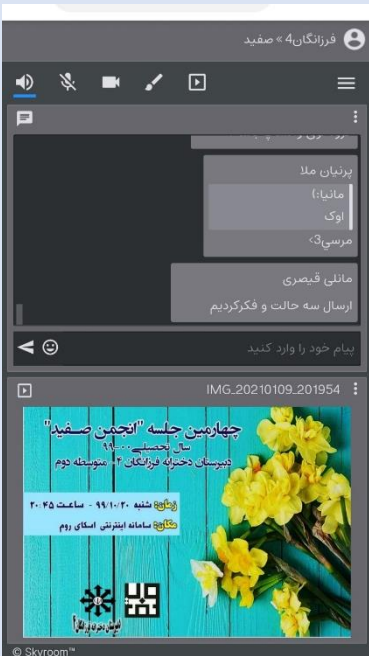 فرزانگان4 » صفید
پرنیان ملا
مانیا:)
اوک
مرسي3>
مانلی قیصری
ارسال سه حالت و فکرکردیم
پیام خود را وارد کنید
IMG_20210109_201954
چهارمین جلسه "انجمن صفید"
سال تحصیلی ۰۰-۹۹
دبیرستان دخترانه فرزانگان ۴- متوسطه دوم
زمان: شنبه ۹۹/۱۰/۲۰ - ساعت ۲۰:۴۵
مکان: سامانه اینترنتی اسکای روم
© Skyroom™